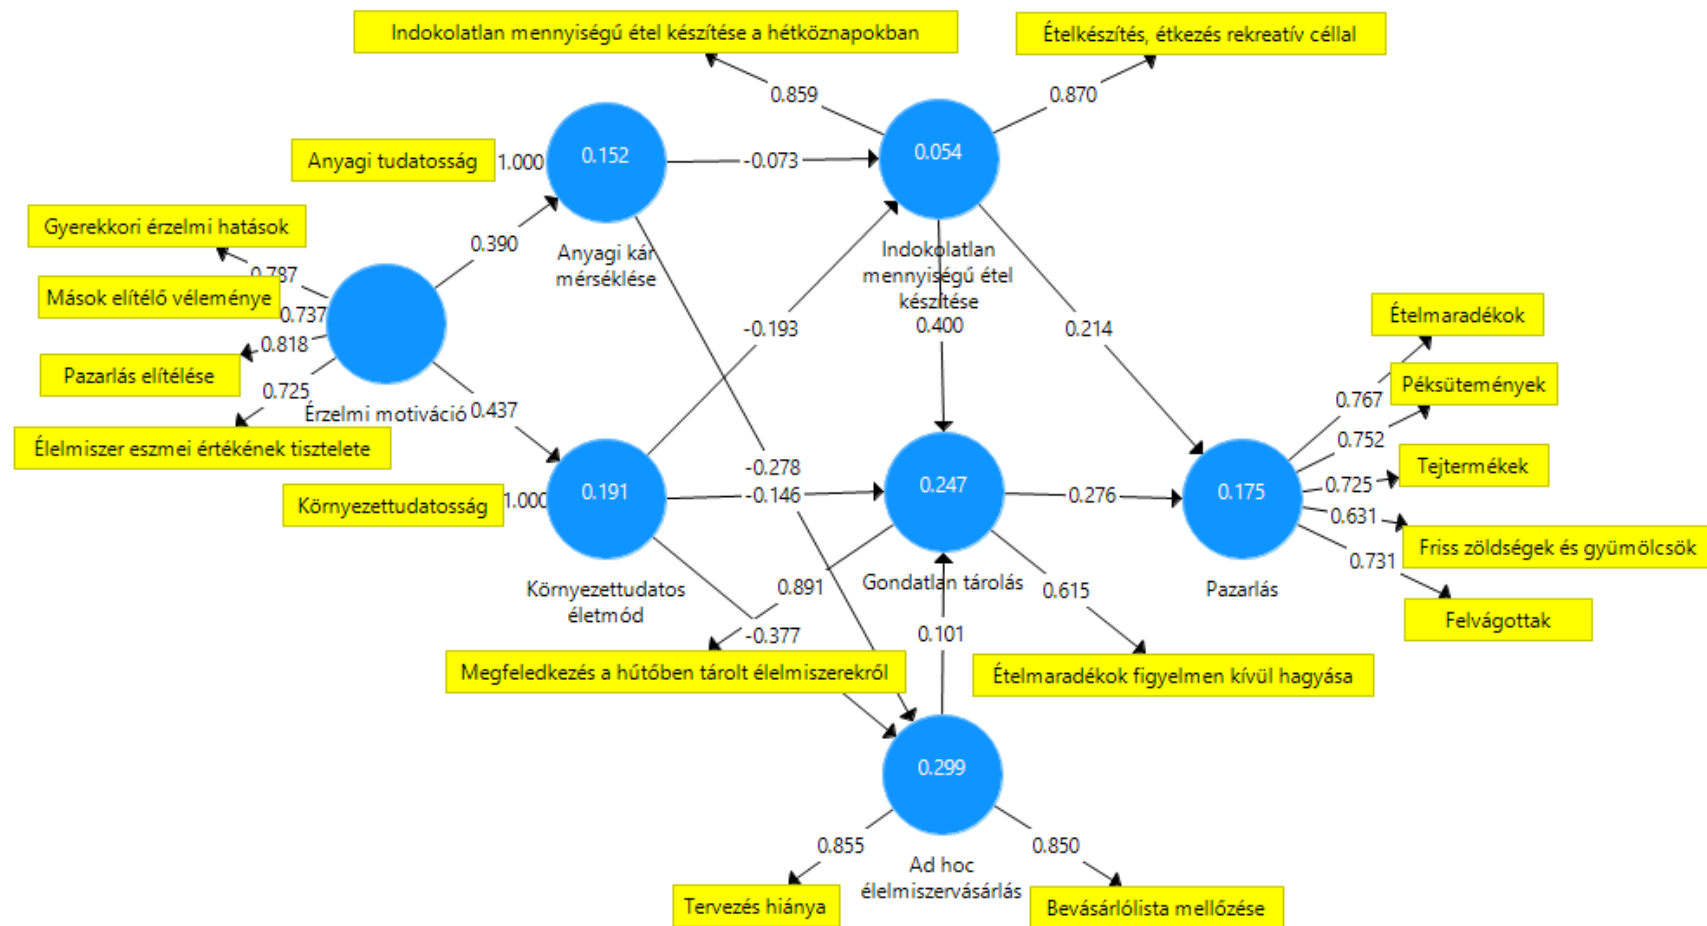 Indokolatlan mennyiségű étel készítése a hétköznapokban
Ételkészítés, étkezés rekreatív céllal
0.859
0.870
Anyagi tudatosság
1.000
0.152
-0.073
0.054
Gyerekkori érzelmi hatások
0.390
Anyagi kár
mérséklése
Indokolatlan
mennyiségű étel
készítése
0.787
Mások elítélő véleménye
0.737
0.818
Pazarlás elítélése
0.725
Érzelmi motiváció
0.437
Élelmiszer eszmei értékének tisztelete
-0.193
0.400
0.214
Ételmaradékok
0.767
Péksütemények
0.752
Tejtermékek
0.725
0.631
Friss zöldségek és gyümölcsök
0.731
Felvágottak
-0.278
-0.146
Környezettudatosság
1.000
0.191
0.247
0.276
0.175
Környezettudatos
életmód
Gondatlan tárolás
Pazarlás
0.891
0.615
-0.377
0.101
Megfeledkezés a hűtőben tárolt élelmiszerekről
Ételmaradékok figyelmen kívül hagyása
0.299
0.855
0.850
Ad hoc
élelmiszervásárlás
Tervezés hiánya
Bevásárlólista mellőzése